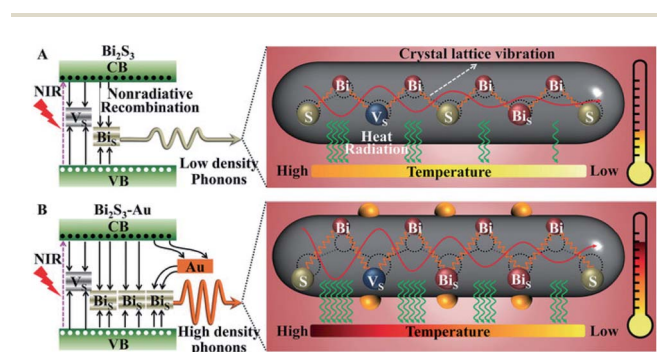 A
Bi₂S₃
CB
NIR
Nonradiative
Recombination
Vₛ
Biₛ
Low density
Phonons
VB
Crystal lattice vibration
Bi Bi Bi Bi
S Vₛ S Biₛ S
Heat
Radiation
High Temperature Low
B
Bi₂S₃-Au
CB
NIR
Au
Vₛ
Biₛ Biₛ Biₛ
High density
phonons
VB
Bi Bi Bi Bi
S Vₛ Biₛ Biₛ S
High Temperature Low